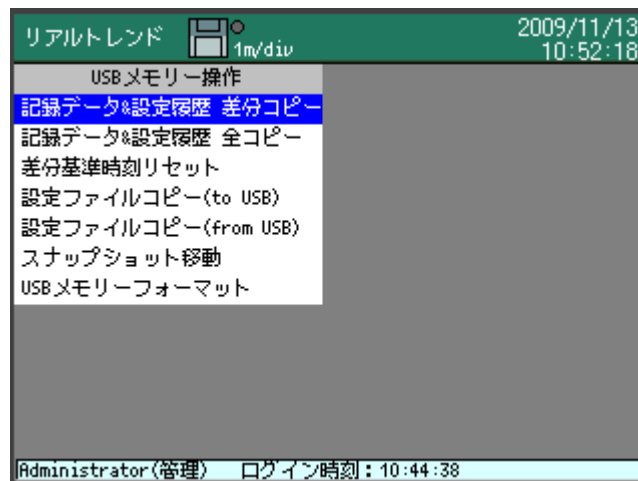 リアルトレンド
1m/div
2009/11/13
10:52:18
USBメモリー操作
記録データ&設定履歴 差分コピー
記録データ&設定履歴 全コピー
差分基準時刻リセット
設定ファイルコピー(to USB)
設定ファイルコピー(from USB)
スナップショット移動
USBメモリーフォーマット
Administrator(管理) ログイン時刻:10:44:38